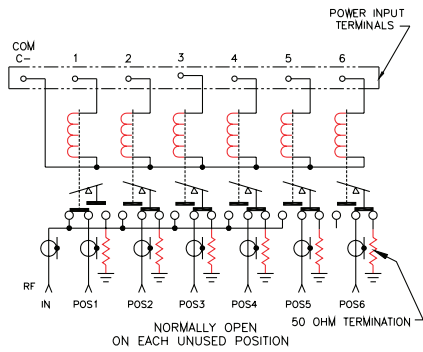 POWER INPUT
TERMINALS
COM
C-
1 2 3 4 5 6
RF
IN POS1 POS2 POS3 POS4 POS5 POS6
NORMALLY OPEN
ON EACH UNUSED POSITION
50 OHM TERMINATION